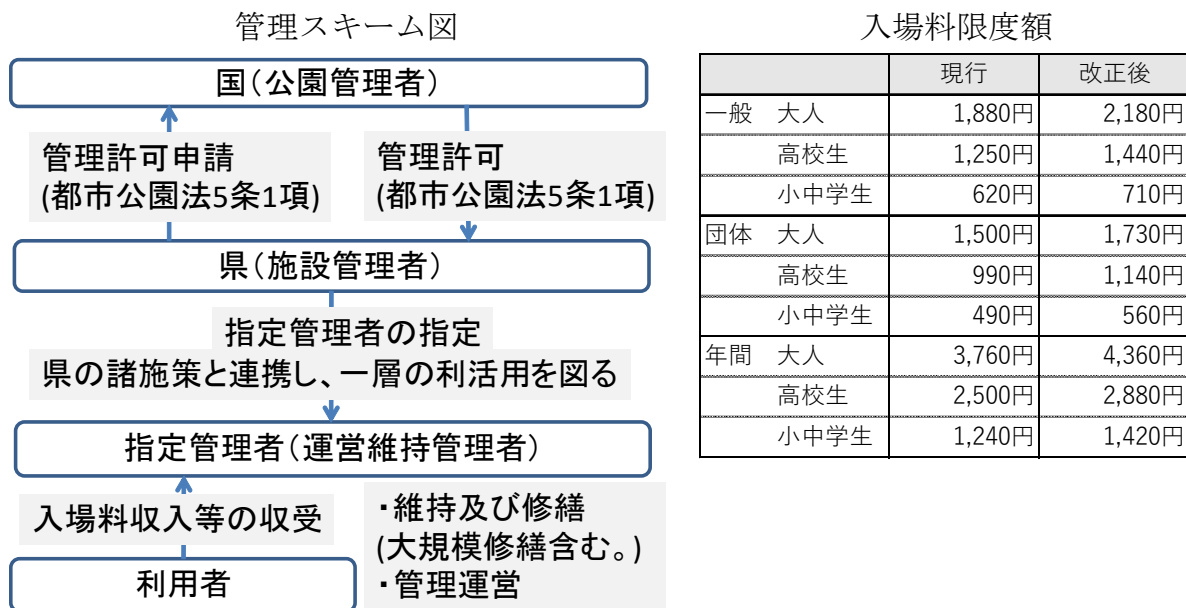 管理スキーム図
国(公園管理者)
管理許可申請
(都市公園法5条1項)
管理許可
(都市公園法5条1項)
県(施設管理者)
指定管理者の指定
県の諸施策と連携し、一層の利活用を図る
指定管理者(運営維持管理者)
入場料収入等の収受
・維持及び修繕
(大規模修繕含む。)
・管理運営
利用者
入場料限度額
現行 改正後
一般 大人 1,880円 2,180円
高校生 1,250円 1,440円
小中学生 620円 710円
団体 大人 1,500円 1,730円
高校生 990円 1,140円
小中学生 490円 560円
年間 大人 3,760円 4,360円
高校生 2,500円 2,880円
小中学生 1,240円 1,420円